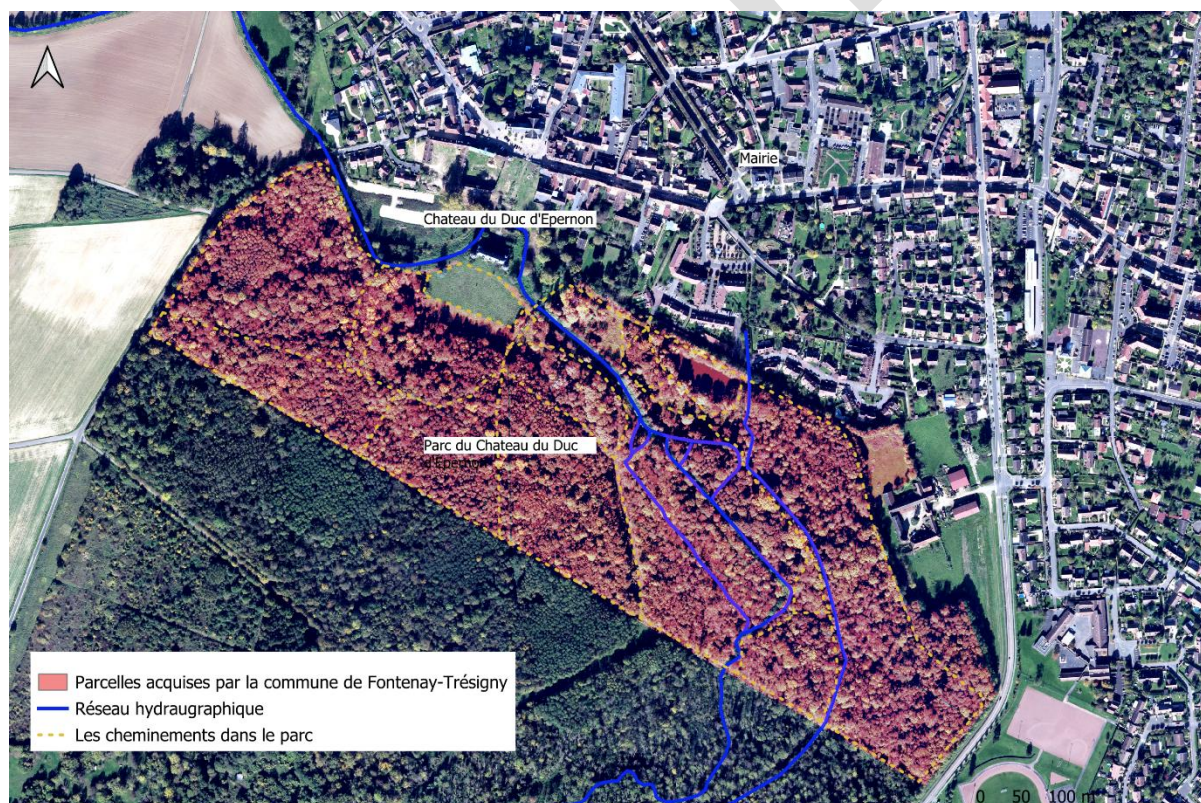 Mairie
Chateau du Duc d'Epernon
Parc du Chateau du Duc
d'Epernon
Parcelles acquises par la commune de Fontenay-Trésigny
Réseau hydraugraphique
Les cheminements dans le parc
0 50 100 m